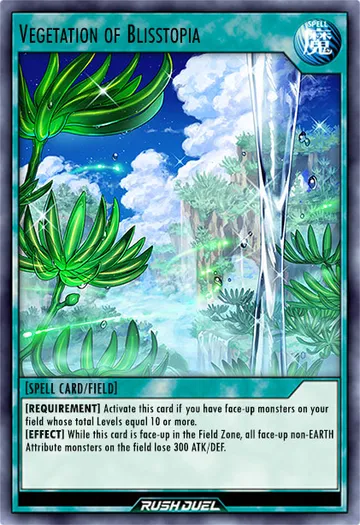 Vegetation of Blisstopia
SPELL
魔
[SPELL CARD/FIELD]
[REQUIREMENT] Activate this card if you have face-up monsters on your
field whose total Levels equal 10 or more.
[EFFECT] While this card is face-up in the Field Zone, all face-up non-EARTH
Attribute monsters on the field lose 300 ATK/DEF.
RUSH DUEL